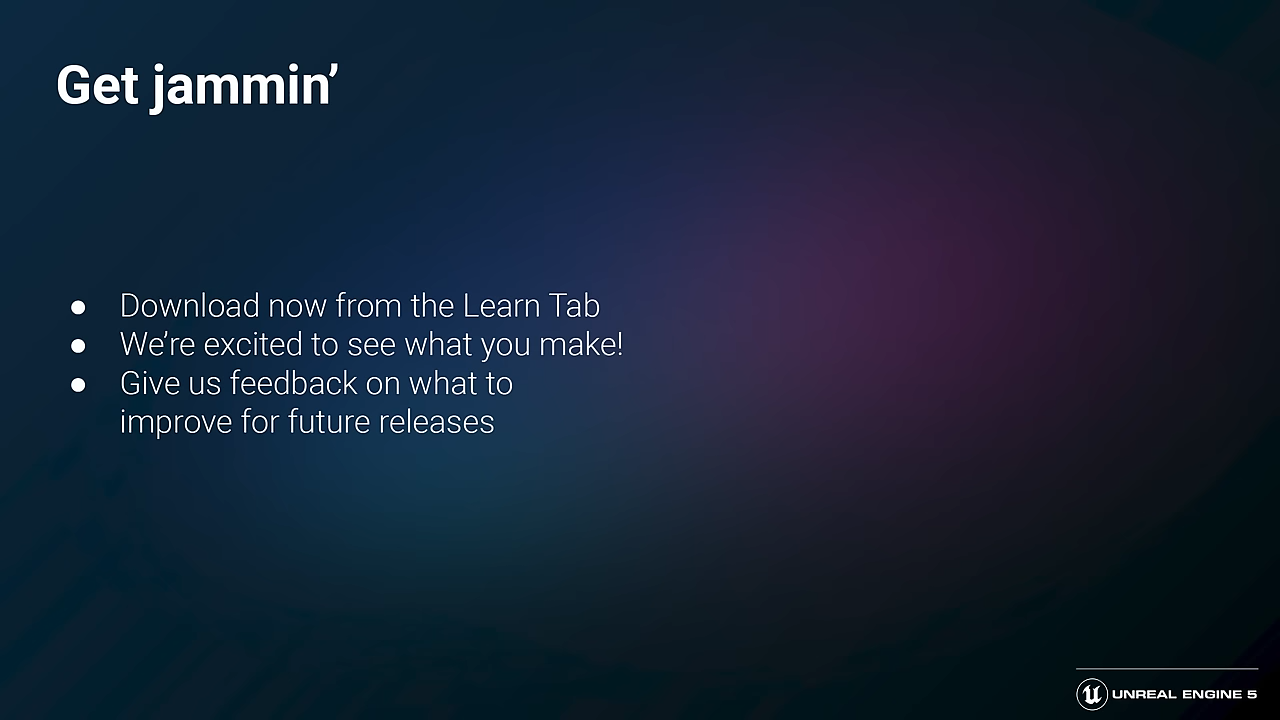 Get jammin’
● Download now from the Learn Tab
● We’re excited to see what you make!
● Give us feedback on what to
improve for future releases
UNREAL ENGINE 5